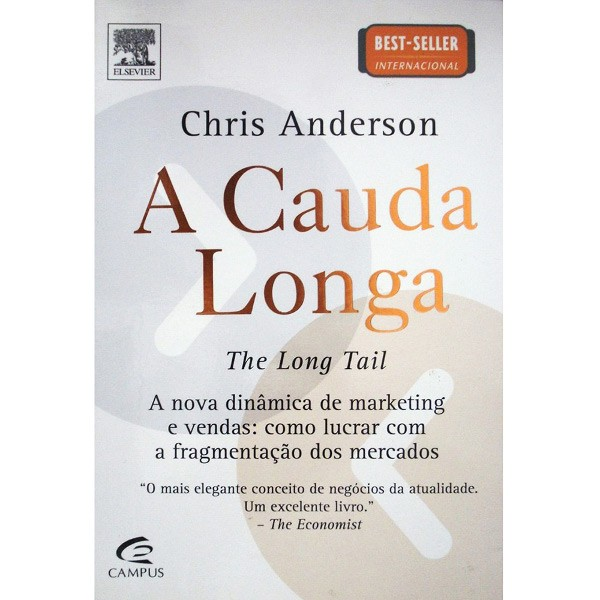 ELSEVIER
BEST-SELLER
INTERNACIONAL
Chris Anderson
A Cauda
Longa
The Long Tail
A nova dinâmica de marketing
e vendas: como lucrar com
a fragmentação dos mercados
“O mais elegante conceito de negócios da atualidade.
Um excelente livro.”
– The Economist
CAMPUS